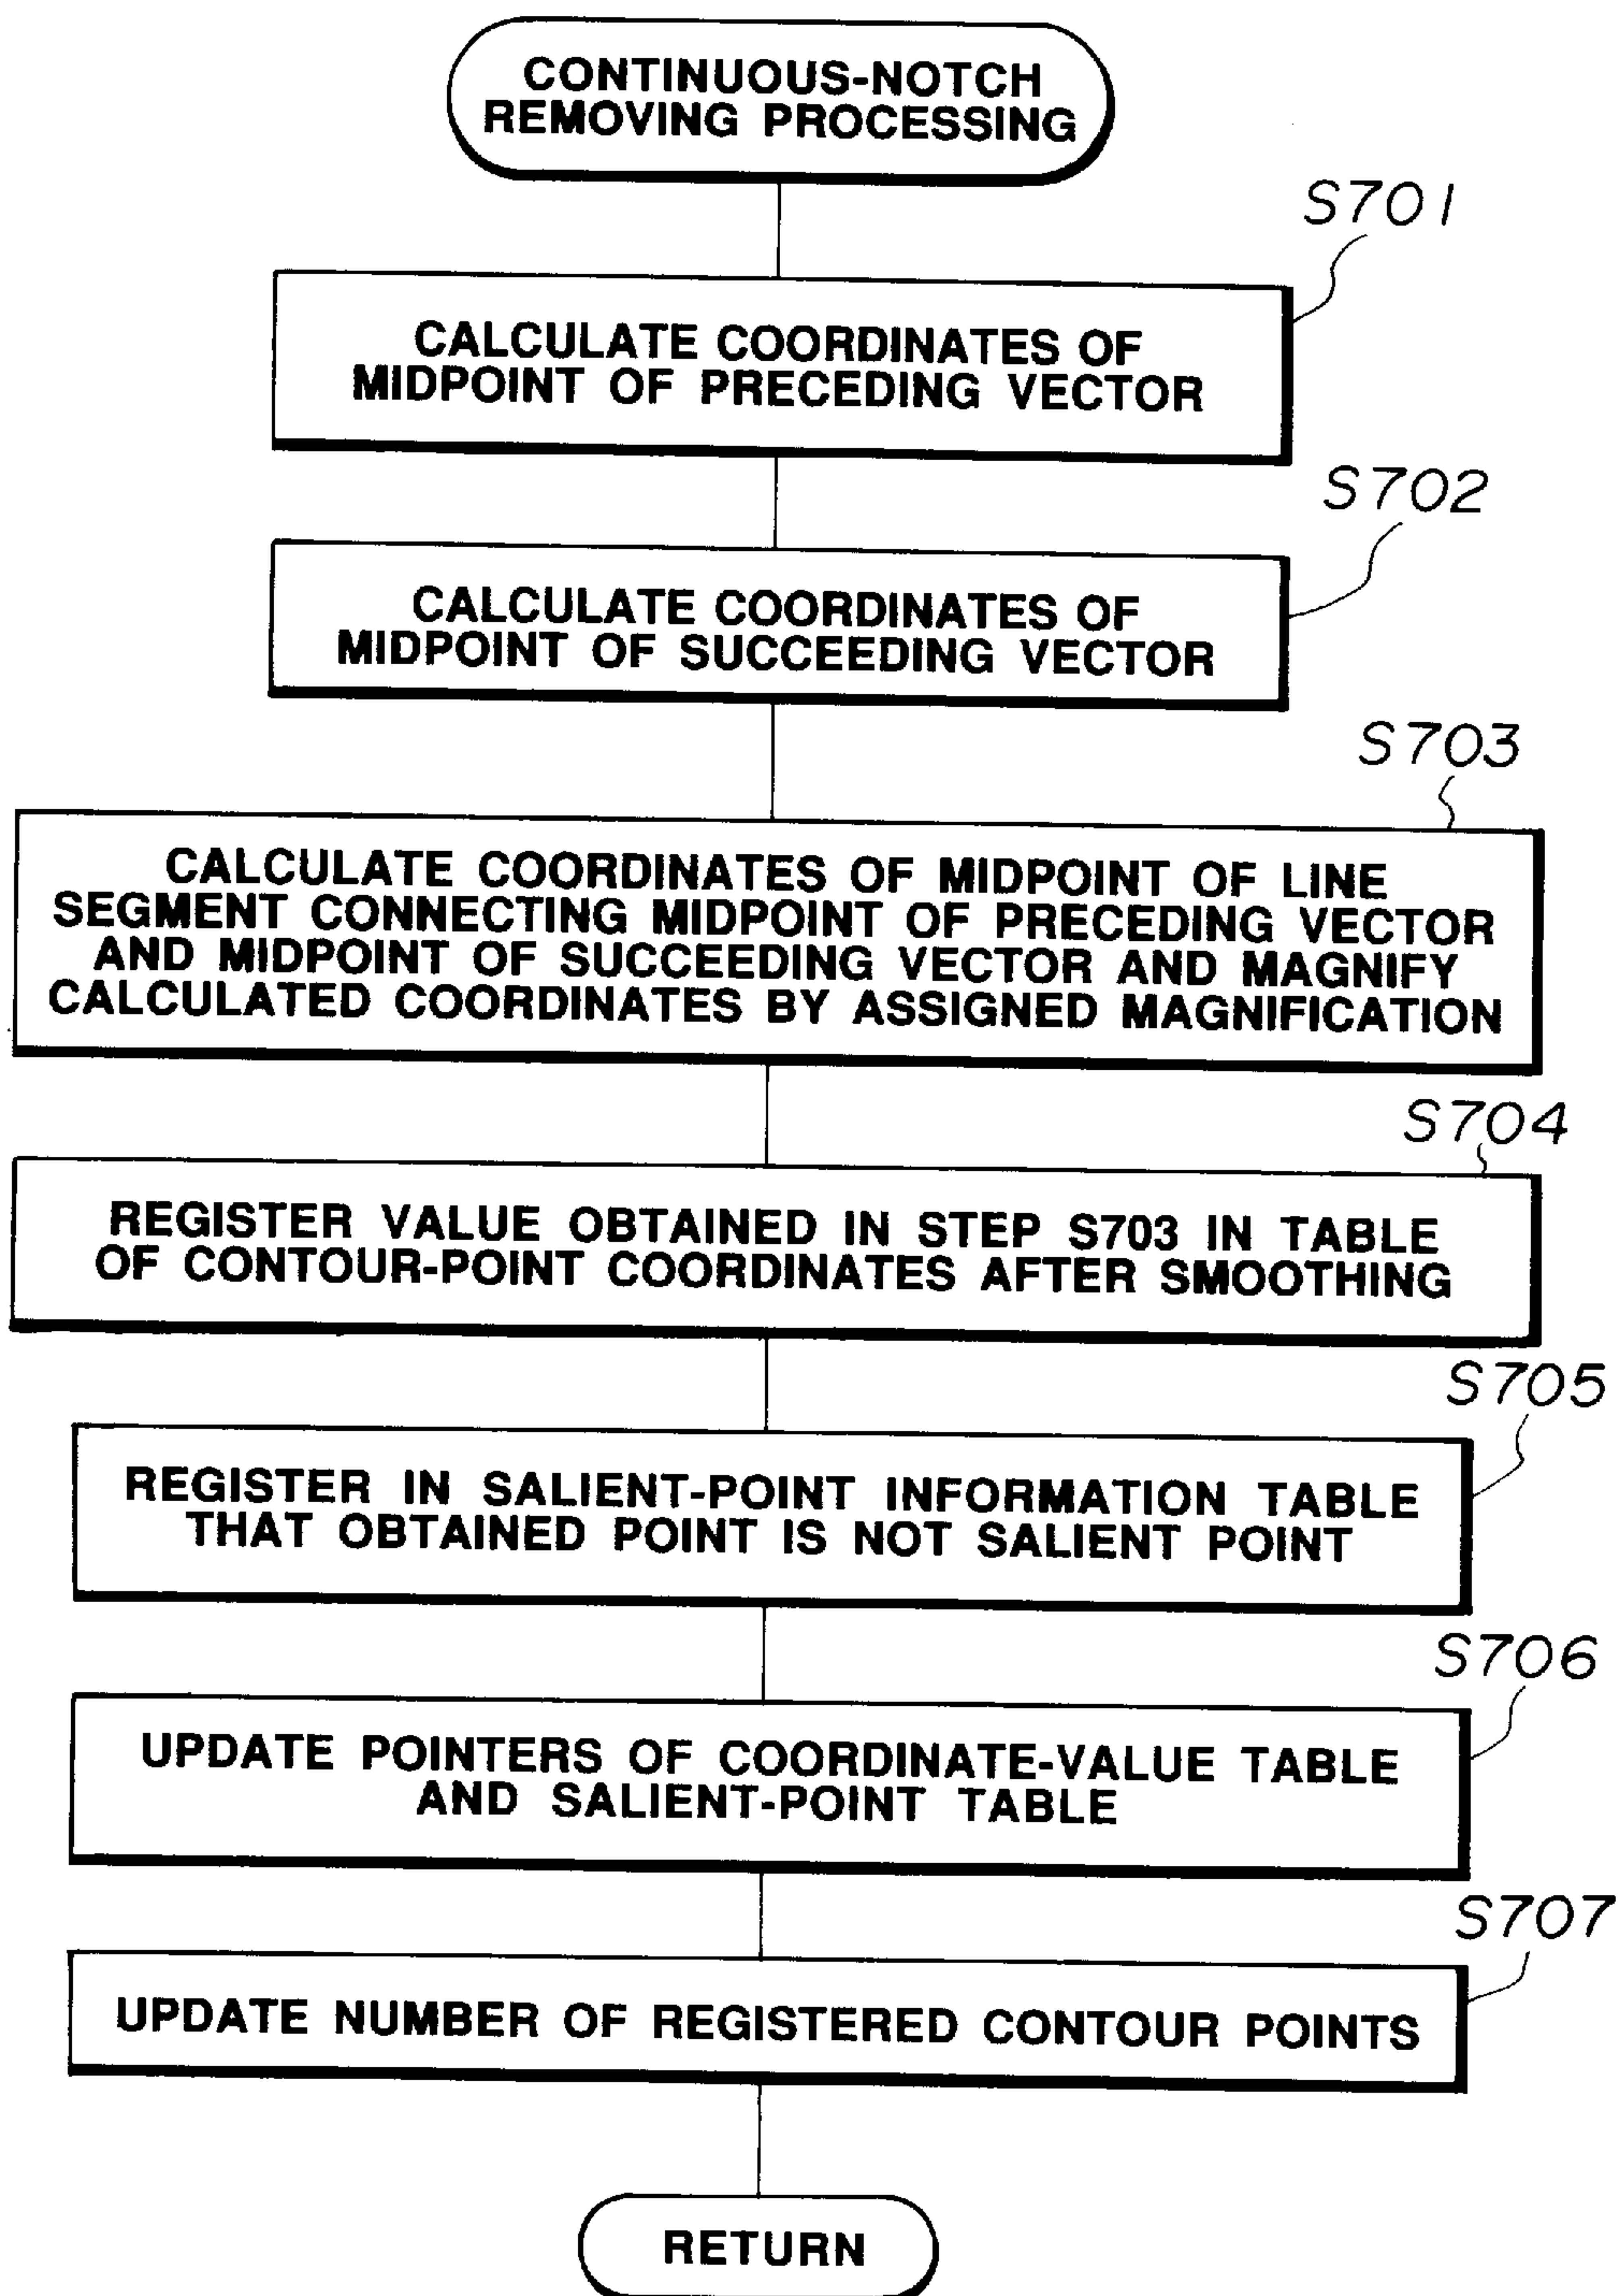 CONTINUOUS-NOTCH
REMOVING PROCESSING
S701
CALCULATE COORDINATES OF
MIDPOINT OF PRECEDING VECTOR
S702
CALCULATE COORDINATES OF
MIDPOINT OF SUCCEEDING VECTOR
S703
CALCULATE COORDINATES OF MIDPOINT OF LINE
SEGMENT CONNECTING MIDPOINT OF PRECEDING VECTOR
AND MIDPOINT OF SUCCEEDING VECTOR AND MAGNIFY
CALCULATED COORDINATES BY ASSIGNED MAGNIFICATION
S704
REGISTER VALUE OBTAINED IN STEP S703 IN TABLE
OF CONTOUR-POINT COORDINATES AFTER SMOOTHING
S705
REGISTER IN SALIENT-POINT INFORMATION TABLE
THAT OBTAINED POINT IS NOT SALIENT POINT
S706
UPDATE POINTERS OF COORDINATE-VALUE TABLE
AND SALIENT-POINT TABLE
S707
UPDATE NUMBER OF REGISTERED CONTOUR POINTS
RETURN